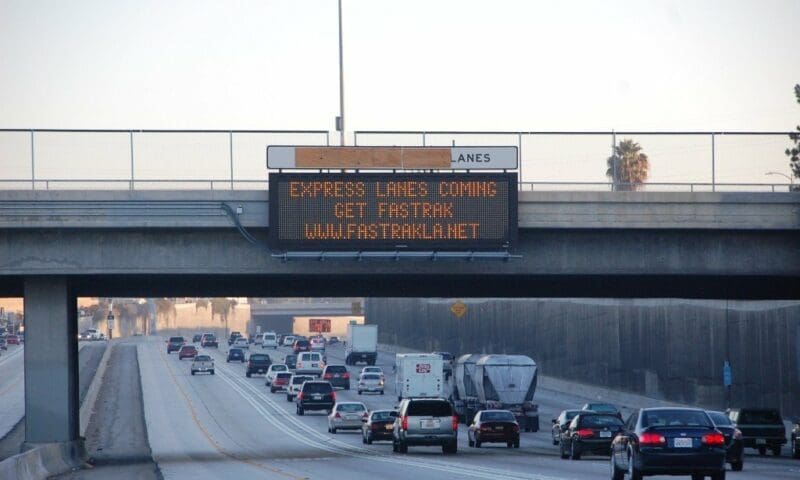 LANES
EXPRESS LANES COMING
GET FASTRAK
WWW.FASTRAKLA.NET